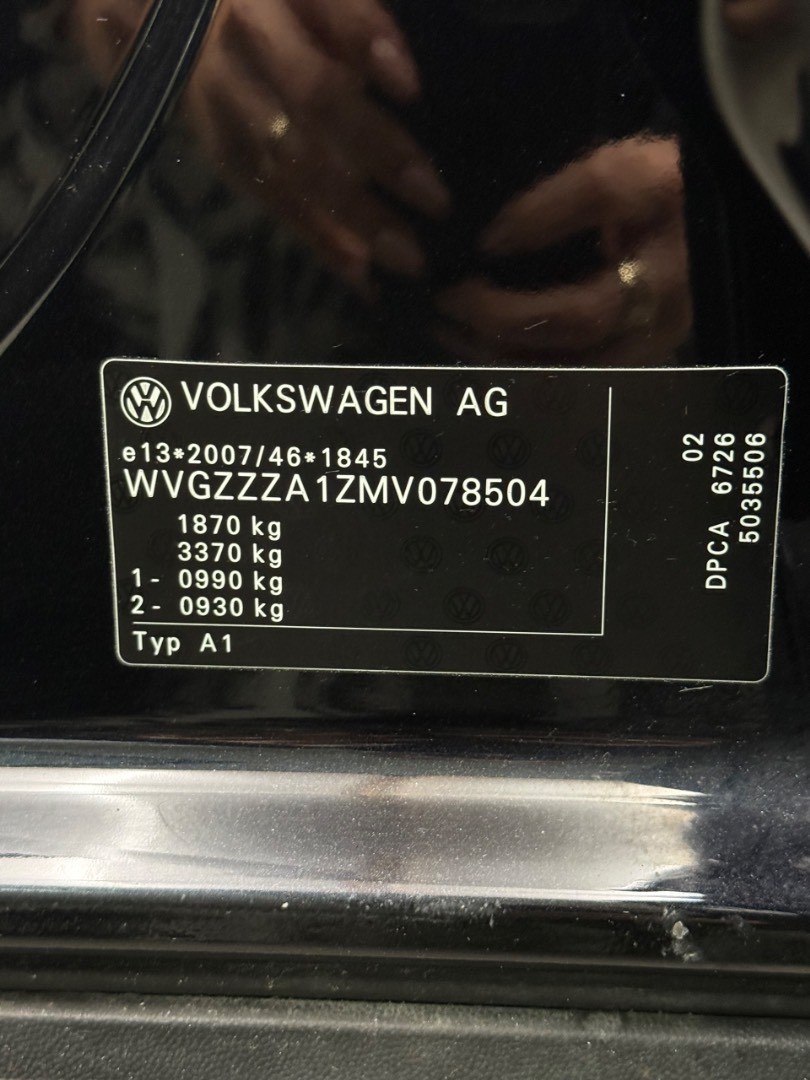 VOLKSWAGEN AG
e13*2007/46*1845
WVGZZZA1ZMV078504
1870 kg
3370 kg
1- 0990 kg
2- 0930 kg
Typ A1
02
DPCA 6726
5035506